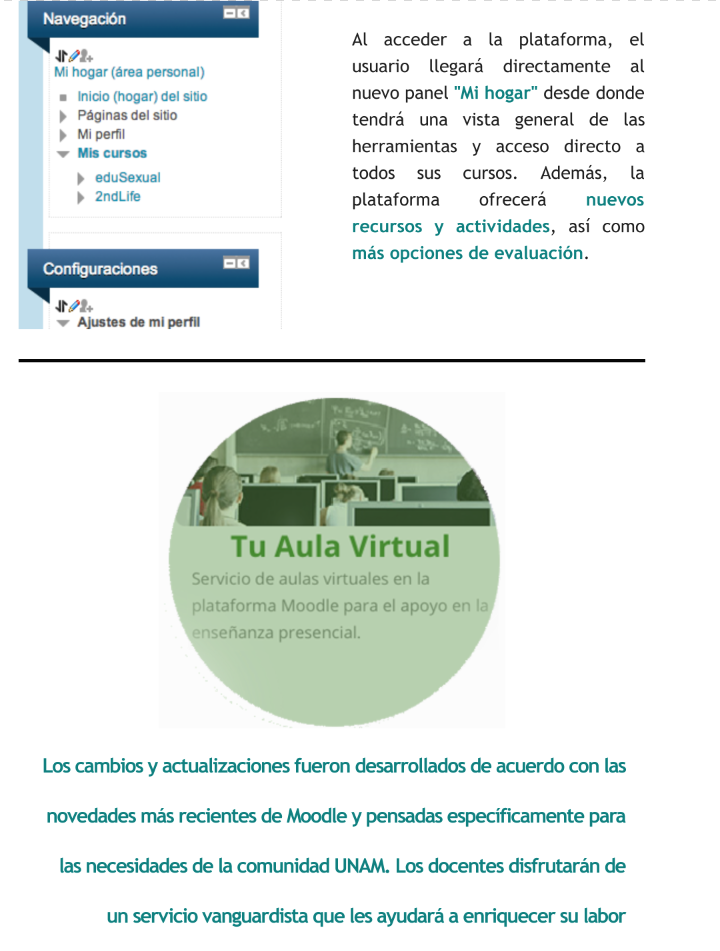 Navegación
Mi hogar (área personal)
Inicio (hogar) del sitio
Páginas del sitio
Mi perfil
Mis cursos
eduSexual
2ndLife
Configuraciones
Ajustes de mi perfil
Al acceder a la plataforma, el
usuario llegará directamente al
nuevo panel "Mi hogar" desde donde
tendrá una vista general de las
herramientas y acceso directo a
todos sus cursos. Además, la
plataforma ofrecerá nuevos
recursos y actividades, así como
más opciones de evaluación.
Tu Aula Virtual
Servicio de aulas virtuales en la
plataforma Moodle para el apoyo en la
enseñanza presencial.
Los cambios y actualizaciones fueron desarrollados de acuerdo con las
novedades más recientes de Moodle y pensadas específicamente para
las necesidades de la comunidad UNAM. Los docentes disfrutarán de
un servicio vanguardista que les ayudará a enriquecer su labor